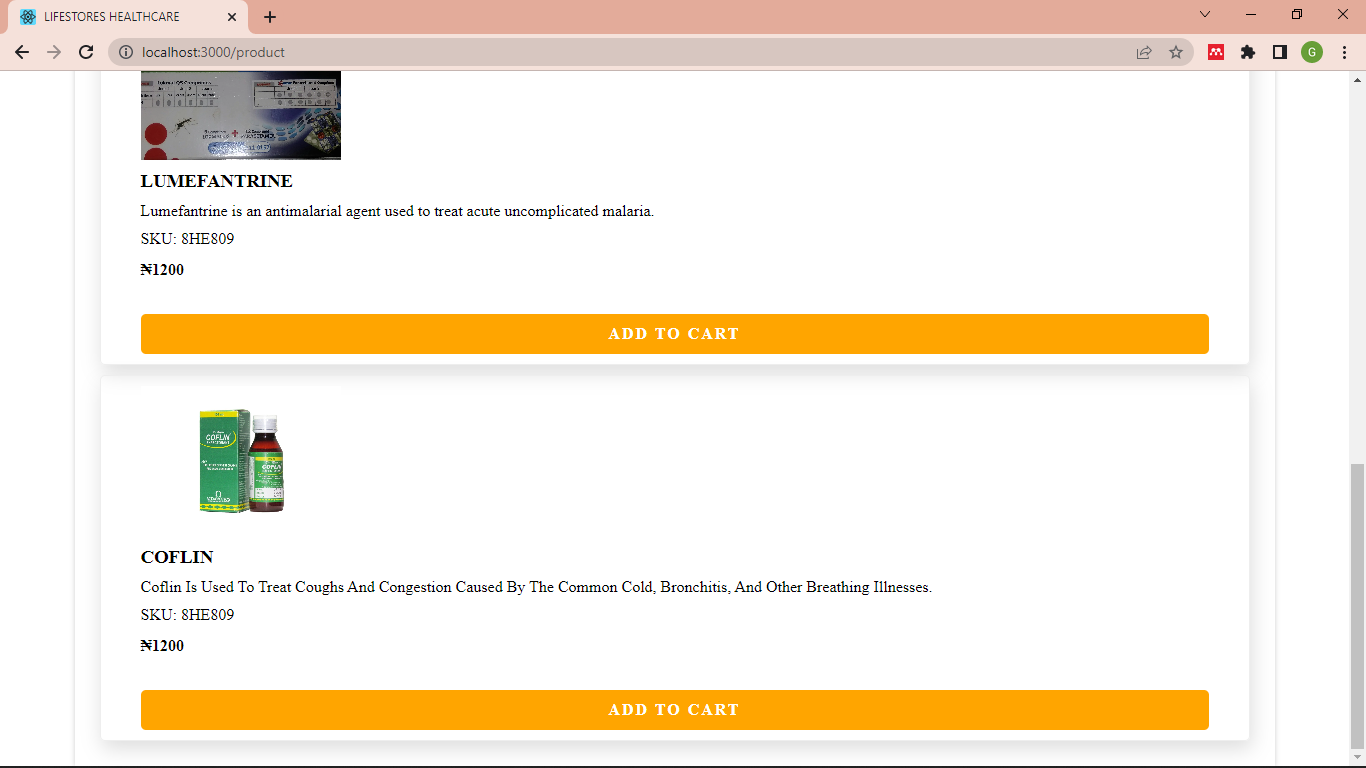 LIFESTORES HEALTHCARE
localhost:3000/product
G
LUMEFANTRINE
Lumefantrine is an antimalarial agent used to treat acute uncomplicated malaria.
SKU: 8HE809
₦1200
ADD TO CART
COFLIN
COFLIN
COFLIN
Coflin Is Used To Treat Coughs And Congestion Caused By The Common Cold, Bronchitis, And Other Breathing Illnesses.
SKU: 8HE809
₦1200
ADD TO CART